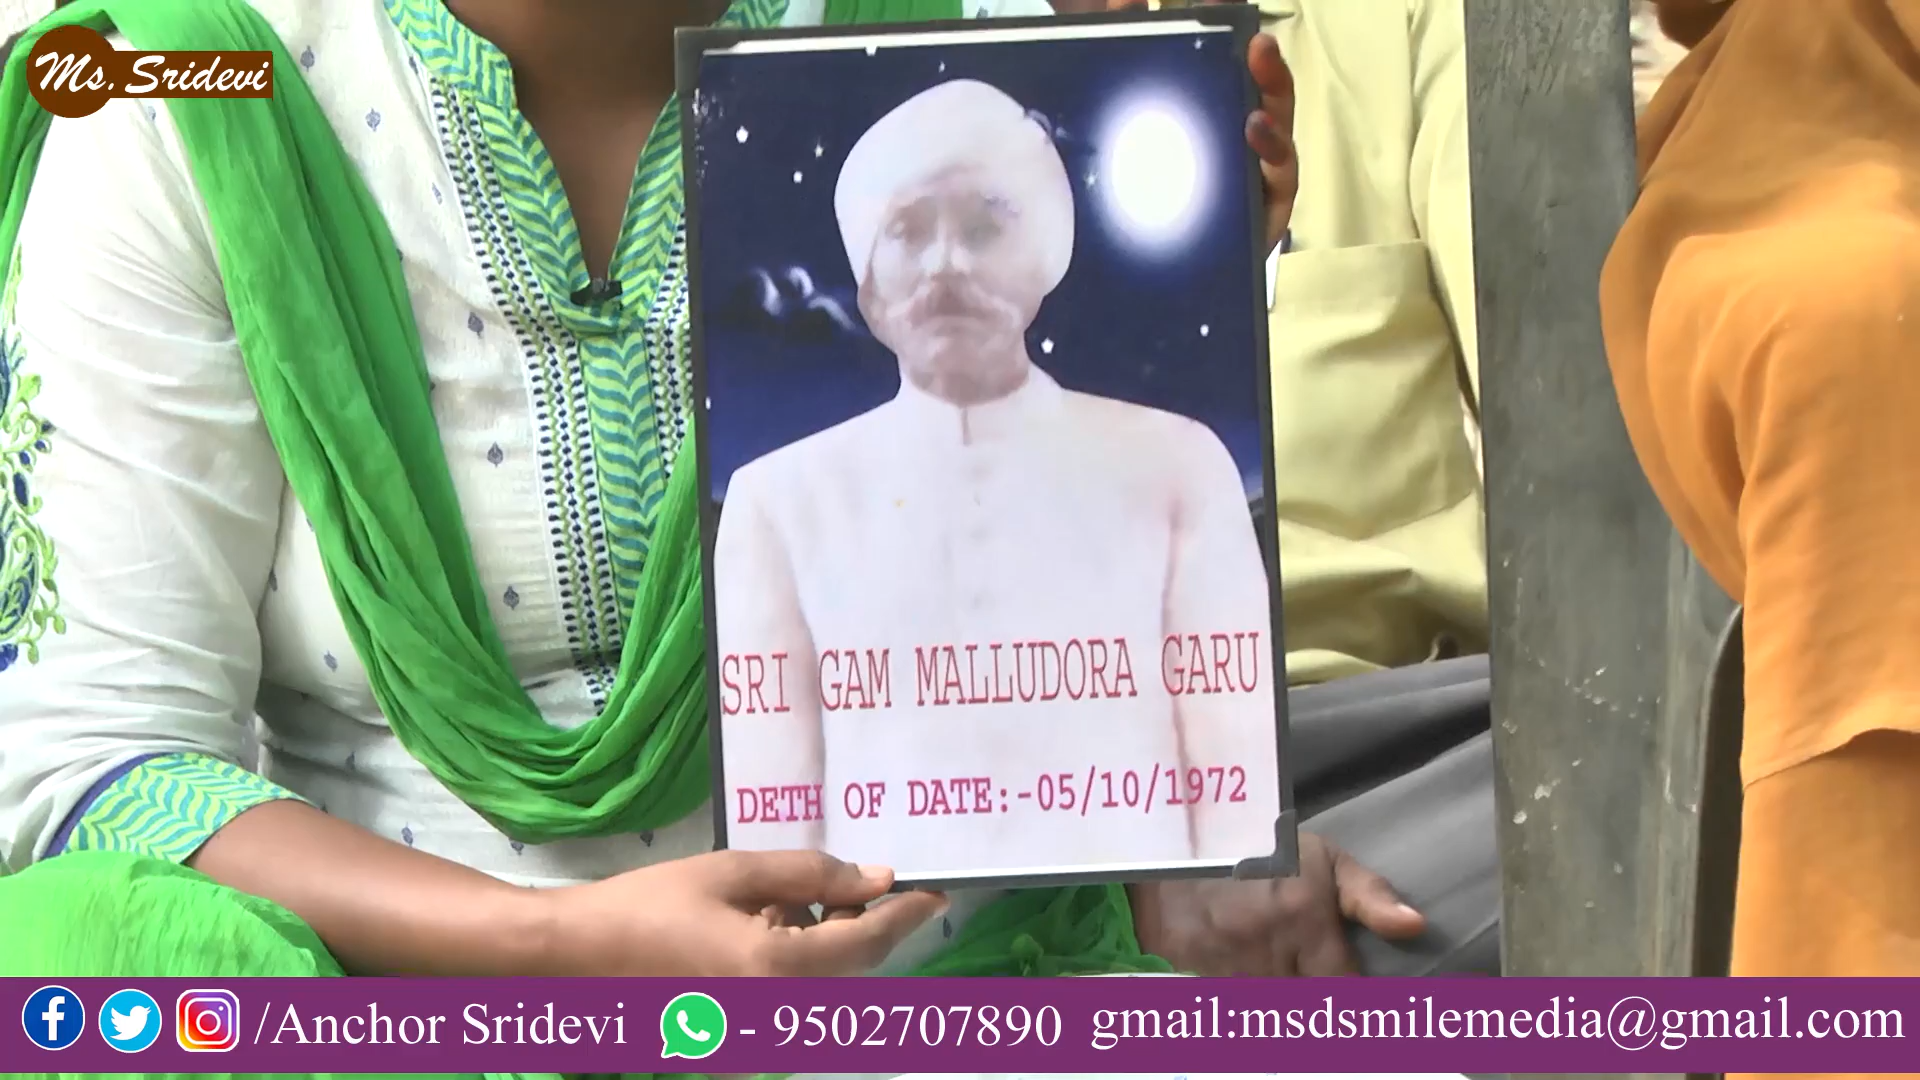 Ms. Sridevi
SRI GAM MALLUDORA GARU
DETH OF DATE:-05/10/1972
/Anchor Sridevi - 9502707890 gmail:msdsmilemedia@gmail.com